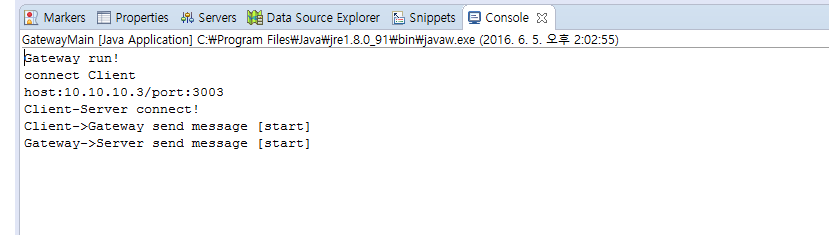 Markers Properties Servers Data Source Explorer Snippets Console
GatewayMain [Java Application] C:₩Program Files₩Java₩jre1.8.0_91₩bin₩javaw.exe (2016. 6. 5. 오후 2:02:55)
Gateway run!
connect Client
host:10.10.10.3/port:3003
Client-Server connect!
Client->Gateway send message [start]
Gateway->Server send message [start]